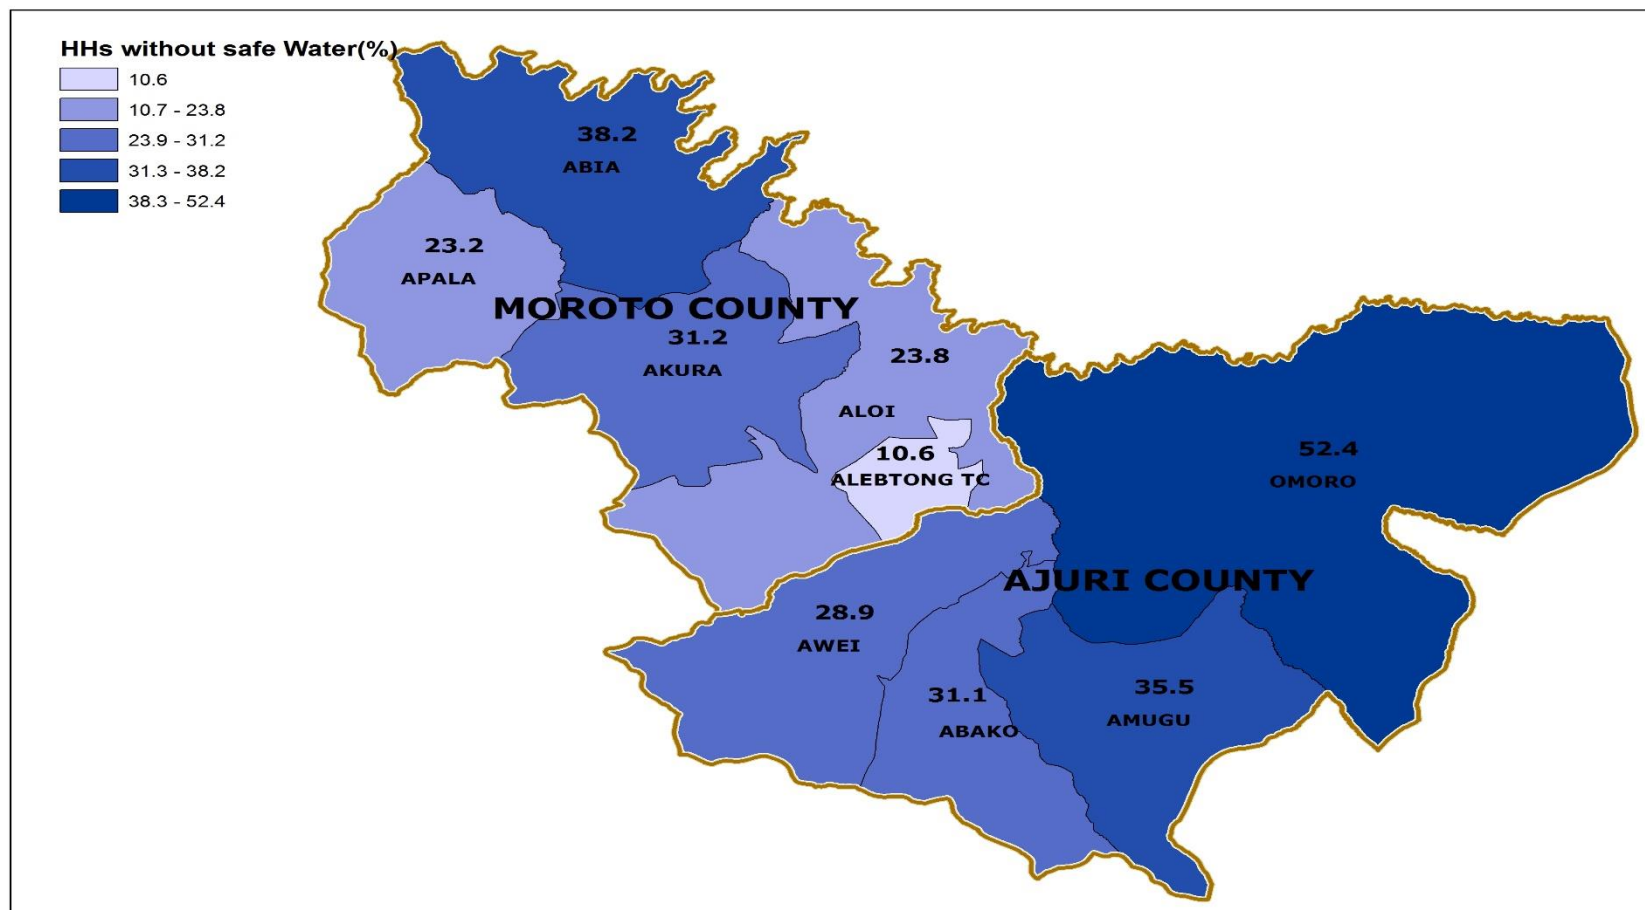 HHs without safe Water(%)
10.6
10.7 - 23.8
23.9 - 31.2
31.3 - 38.2
38.3 - 52.4
38.2
ABIA
23.2
APALA
MOROTO COUNTY
31.2
AKURA
23.8
ALOI
10.6
ALEBTONG TC
52.4
OMORO
AJURI COUNTY
28.9
AWEI
31.1
ABAKO
35.5
AMUGU